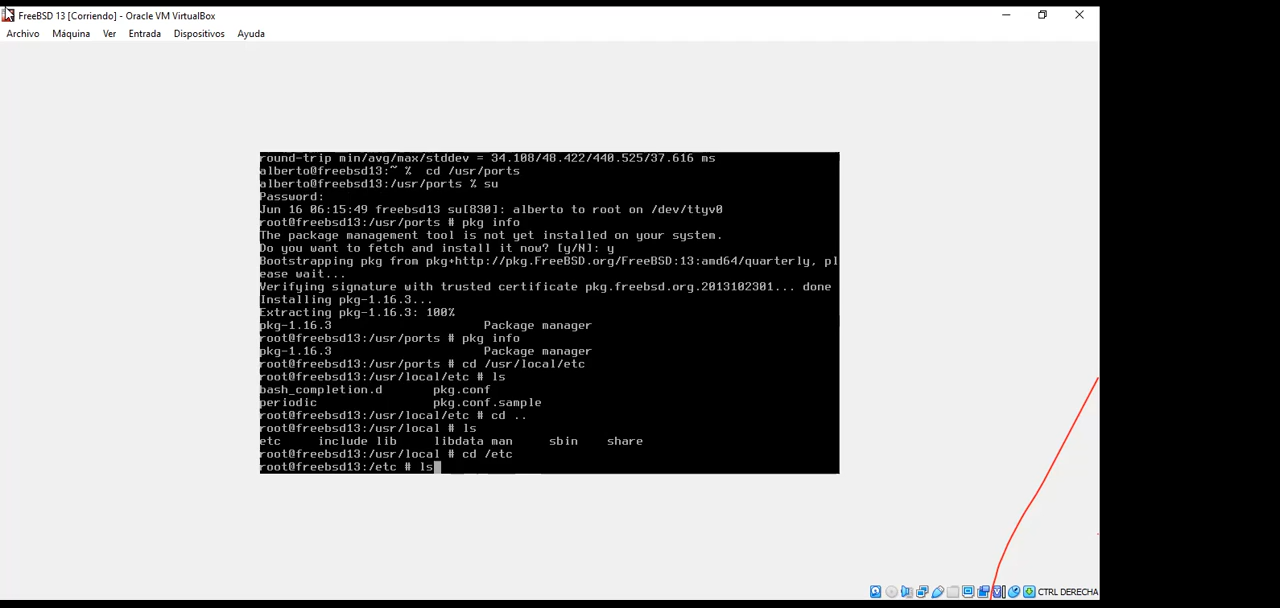 FreeBSD 13 [Corriendo] - Oracle VM VirtualBox
Archivo Máquina Ver Entrada Dispositivos Ayuda
round-trip min/avg/max/stddev = 34.108/48.422/440.525/37.616 ms
alberto@freebsd13:~ % cd /usr/ports
alberto@freebsd13:/usr/ports % su
Password:
Jun 16 06:15:49 freebsd13 su[830]: alberto to root on /dev/ttyv0
root@freebsd13:/usr/ports # pkg info
The package management tool is not yet installed on your system.
Do you want to fetch and install it now? [y/N]: y
Bootstrapping pkg from pkg+http://pkg.FreeBSD.org/FreeBSD:13:amd64/quarterly, pl
ease wait...
Verifying signature with trusted certificate pkg.freebsd.org.2013102301... done
Installing pkg-1.16.3...
Extracting pkg-1.16.3: 100%
pkg-1.16.3 Package manager
root@freebsd13:/usr/ports # pkg info
pkg-1.16.3 Package manager
root@freebsd13:/usr/ports # cd /usr/local/etc
root@freebsd13:/usr/local/etc # ls
bash_completion.d pkg.conf
periodic pkg.conf.sample
root@freebsd13:/usr/local/etc # cd ..
root@freebsd13:/usr/local # ls
etc include lib libdata man sbin share
root@freebsd13:/usr/local # cd /etc
root@freebsd13:/etc # ls
CTRL DERECHA